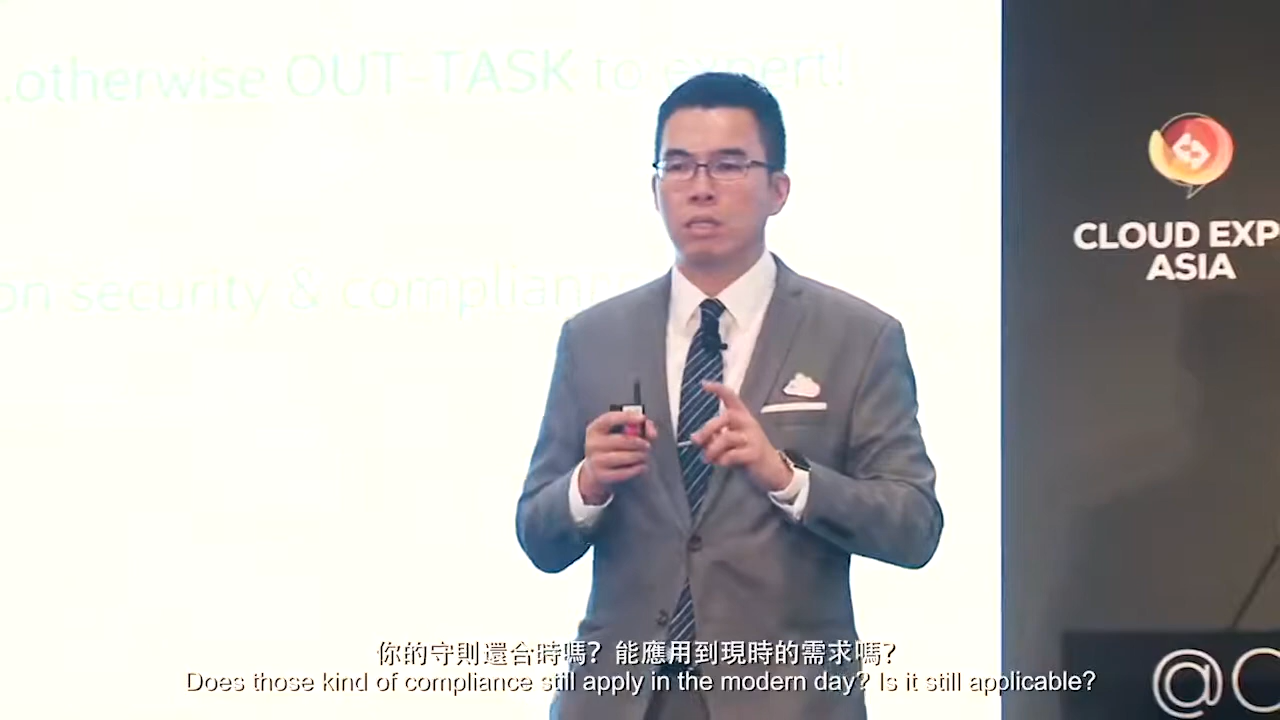 ..otherwise OUT-TASK to expert!
on security & complian
CLOUD EXP
ASIA
@C
你的守則還合時嗎? 能應用到現時的需求嗎?
Does those kind of compliance still apply in the modern day? Is it still applicable?